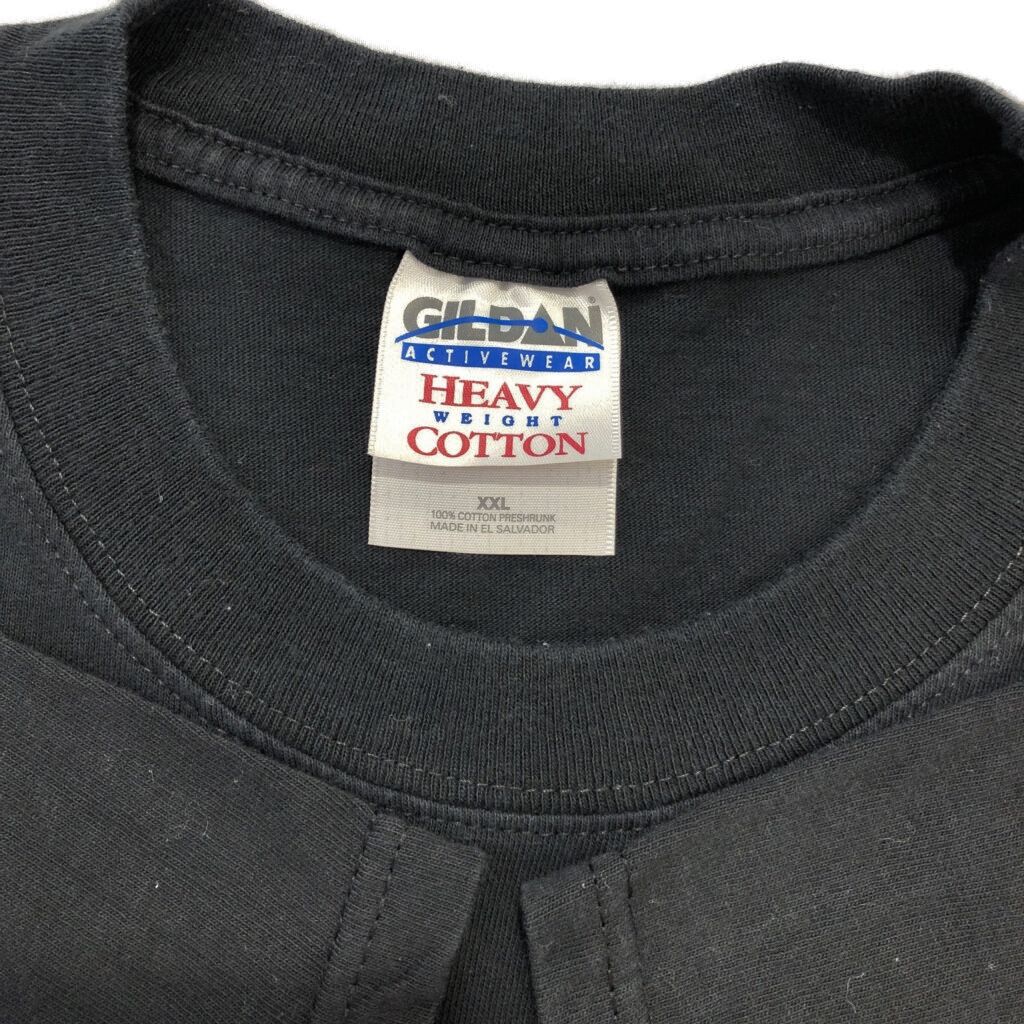 GILDAN®
ACTIVEWEAR
HEAVY
WEIGHT
COTTON
XXL
100% COTTON PRESHRUNK
MADE IN EL SALVADOR